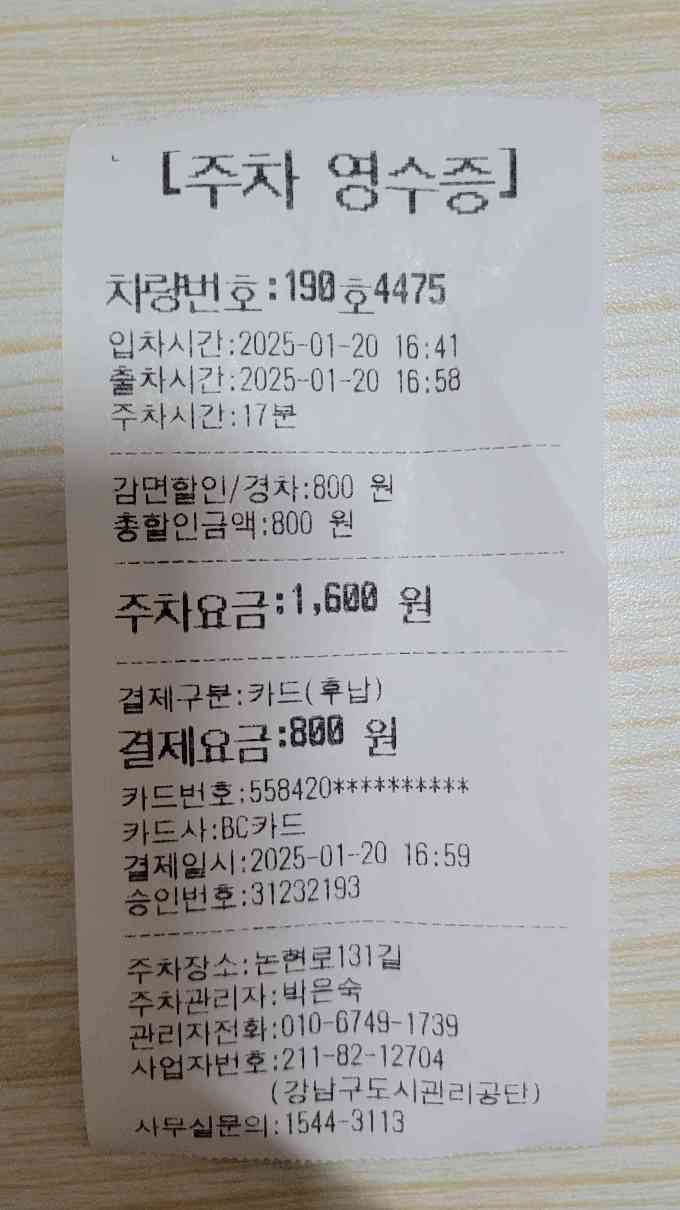 [주차 영수증]
차량번호:190호4475
입차시간:2025-01-20 16:41
출차시간:2025-01-20 16:58
주차시간:17분
감면할인/경차:800 원
총할인금액:800 원
주차요금:1,600 원
결제구분:카드(후납)
결제요금:800 원
카드번호:558420**********
카드사:BC카드
결제일시:2025-01-20 16:59
승인번호:31232193
주차장소:논현로131길
주차관리자:박은숙
관리자전화:010-6749-1739
사업자번호:211-82-12704
(강남구도시관리공단)
사무실문의:1544-3113